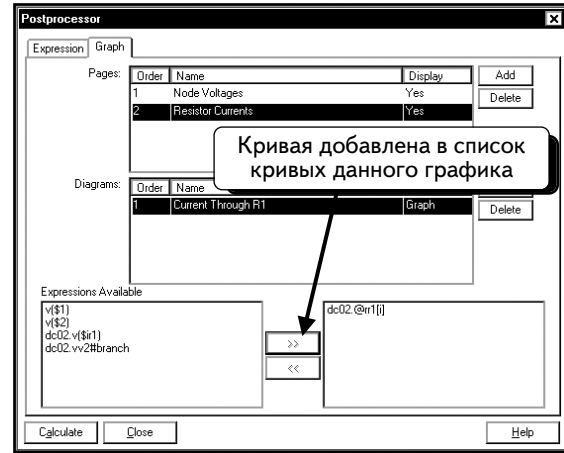 Postprocessor
Expression Graph
Pages:
Order Name Display
1 Node Voltages Yes
2 Resistor Currents Yes
Add
Delete
Кривая добавлена в список
кривых данного графика
Diagrams:
Order Name
1 Current Through R1 Graph
Delete
Expressions Available
v($1)
v($2)
dc02.v($ir1)
dc02.vv2#branch
>>
<<
dc02.@rr1[i]
Calculate Close Help